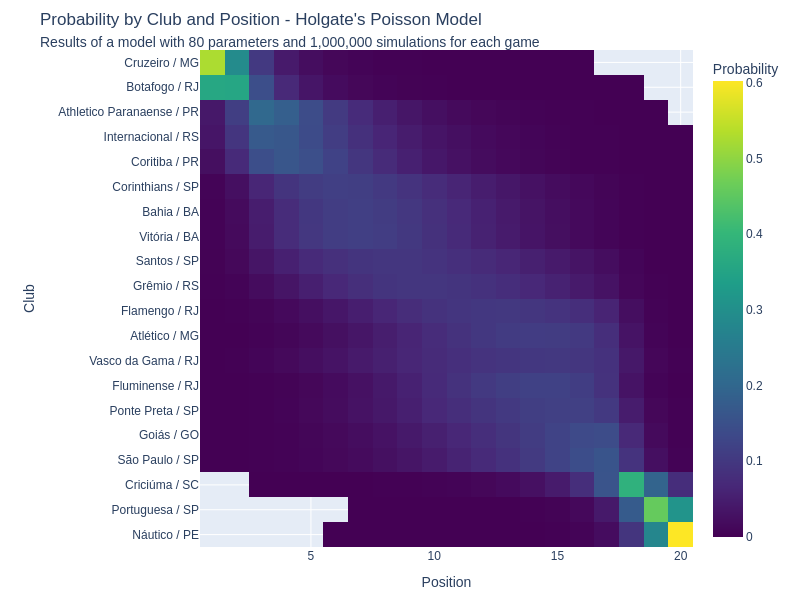 Probability by Club and Position - Holgate's Poisson Model
Results of a model with 80 parameters and 1,000,000 simulations for each game
Probability
Cruzeiro / MG
Botafogo / RJ
Athletico Paranaense / PR
Internacional / RS
Coritiba / PR
Corinthians / SP
Bahia / BA
Vitória / BA
Santos / SP
Grêmio / RS
Flamengo / RJ
Atlético / MG
Vasco da Gama / RJ
Fluminense / RJ
Ponte Preta / SP
Goiás / GO
São Paulo / SP
Criciúma / SC
Portuguesa / SP
Náutico / PE
Club
5
10
15
20
Position
0.6
0.5
0.4
0.3
0.2
0.1
0